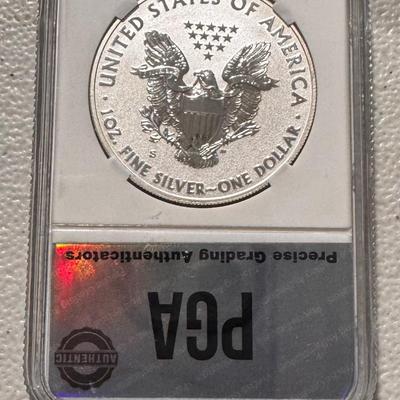 UNITED STATES OF AMERICA
S
1 OZ. FINE SILVER~ONE DOLLAR
Precise Grading Authenticators
PGA
AUTHENTIC